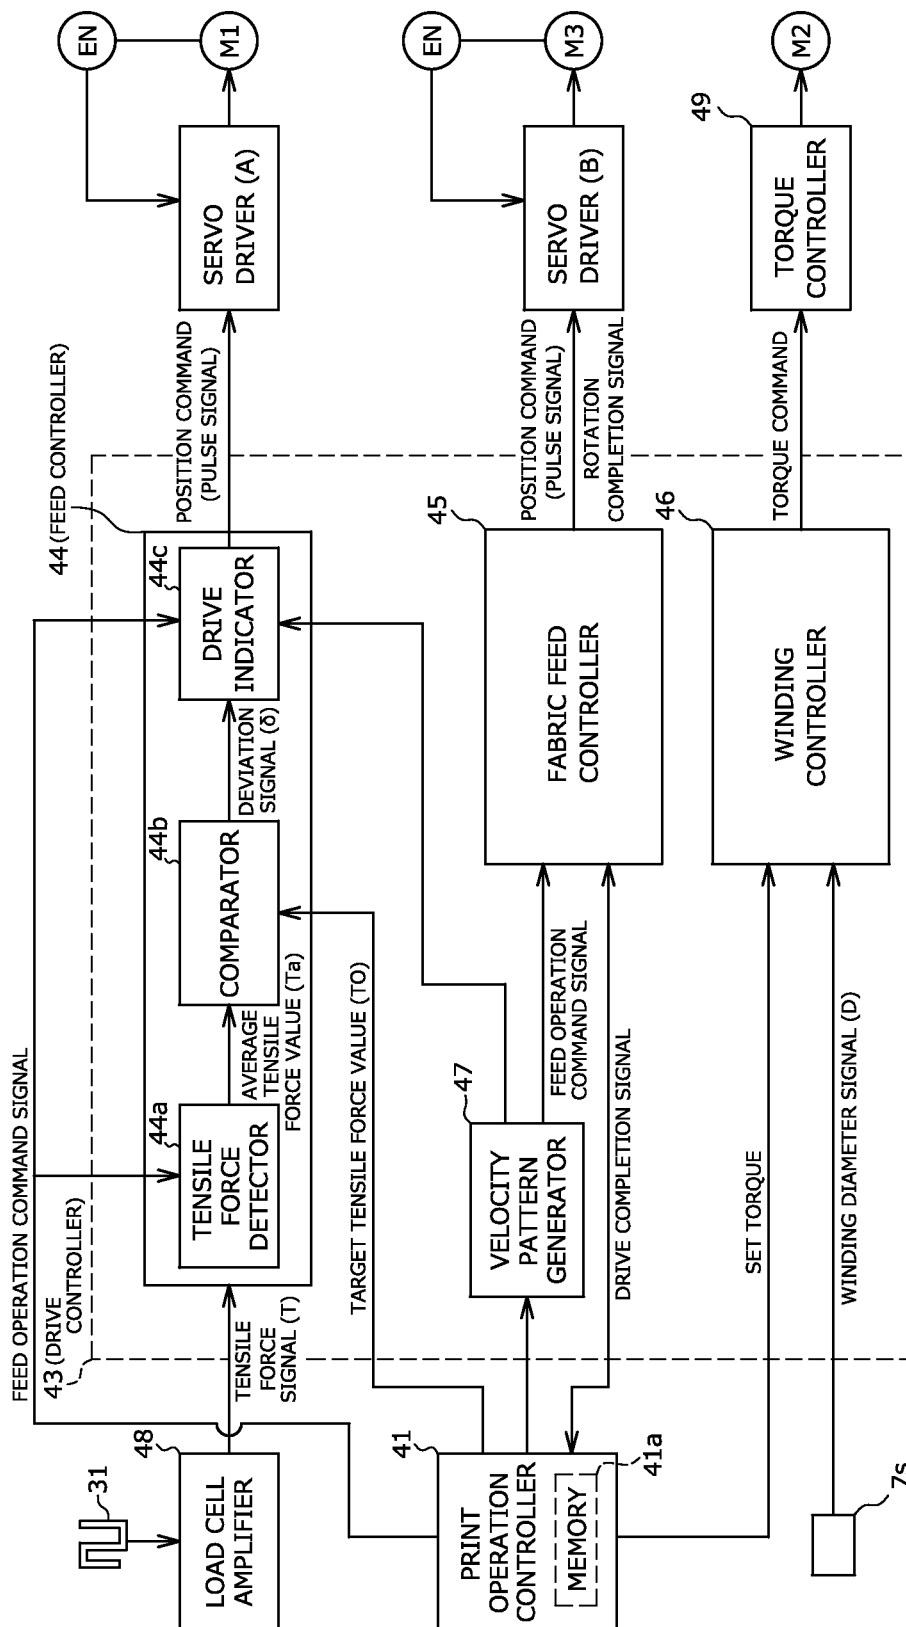 31
48
LOAD CELL
AMPLIFIER
FEED OPERATION COMMAND SIGNAL
43 (DRIVE
CONTROLLER)
TENSILE
FORCE
SIGNAL (T)
44a
TENSILE
FORCE
DETECTOR
AVERAGE
TENSILE
FORCE VALUE (Ta)
44b
COMPARATOR
DEVIATION
SIGNAL (δ)
44c
DRIVE
INDICATOR
44 (FEED CONTROLLER)
POSITION COMMAND
(PULSE SIGNAL)
SERVO
DRIVER (A)
EN
M1
TARGET TENSILE FORCE VALUE (TO)
41
PRINT
OPERATION
CONTROLLER
MEMORY
41a
47
VELOCITY
PATTERN
GENERATOR
FEED OPERATION
COMMAND SIGNAL
DRIVE COMPLETION SIGNAL
45
FABRIC FEED
CONTROLLER
POSITION COMMAND
(PULSE SIGNAL)
ROTATION
COMPLETION SIGNAL
SERVO
DRIVER (B)
EN
M3
SET TORQUE
WINDING DIAMETER SIGNAL (D)
7s
46
WINDING
CONTROLLER
TORQUE COMMAND
49
TORQUE
CONTROLLER
M2